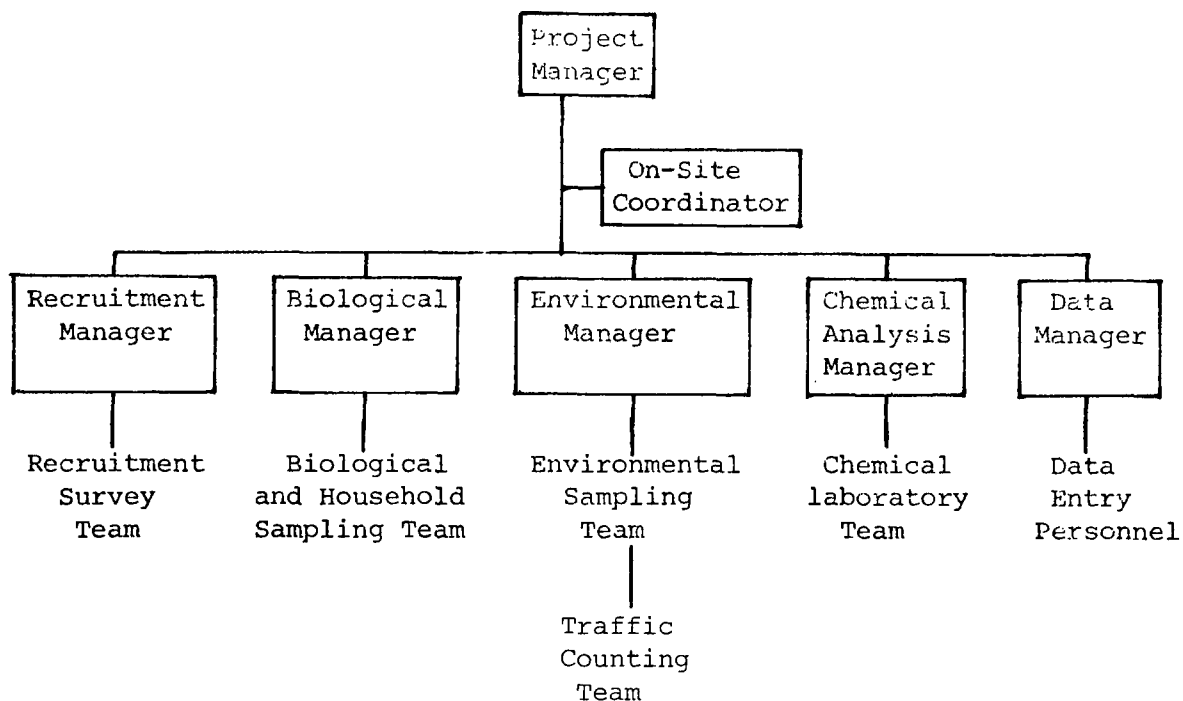 Project
Manager
On-Site
Coordinator
Recruitment
Manager
Biological
Manager
Environmental
Manager
Chemical
Analysis
Manager
Data
Manager
Recruitment
Survey
Team
Biological
and Household
Sampling Team
Environmental
Sampling
Team
Chemical
laboratory
Team
Data
Entry
Personnel
Traffic
Counting
Team